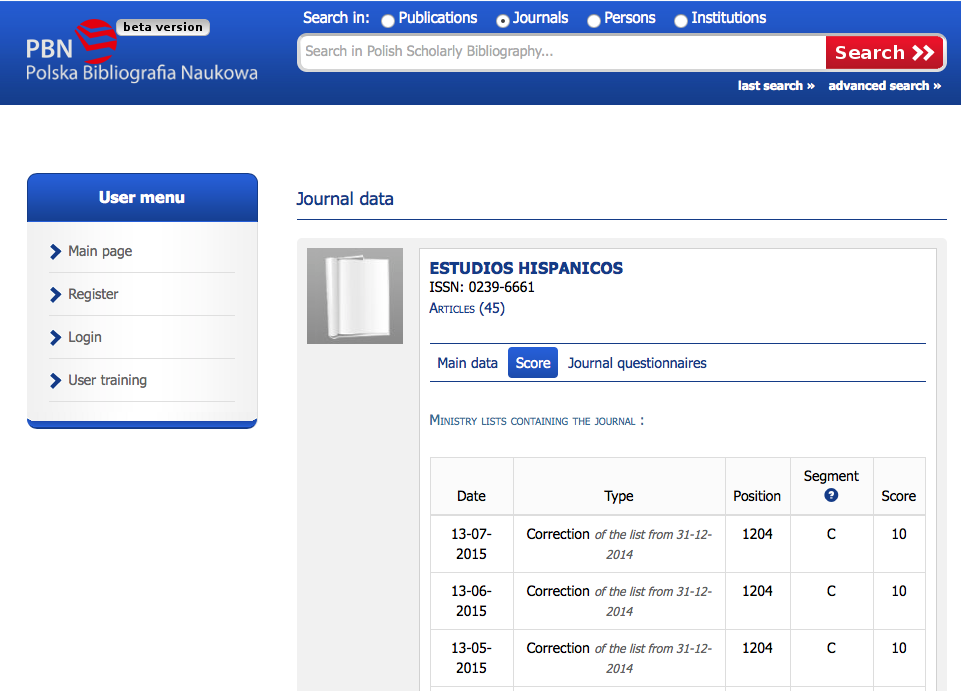 Search in: Publications Journals Persons Institutions
beta version
PBN
Polska Bibliografia Naukowa
Search in Polish Scholarly Bibliography...
Search
last search » advanced search »
User menu
Main page
Register
Login
User training
Journal data
ESTUDIOS HISPANICOS
ISSN: 0239-6661
Articles (45)
Main data Score Journal questionnaires
Ministry lists containing the journal :
Date Type Position Segment ? Score
13-07-2015 Correction of the list from 31-12-2014 1204 C 10
13-06-2015 Correction of the list from 31-12-2014 1204 C 10
13-05-2015 Correction of the list from 31-12-2014 1204 C 10